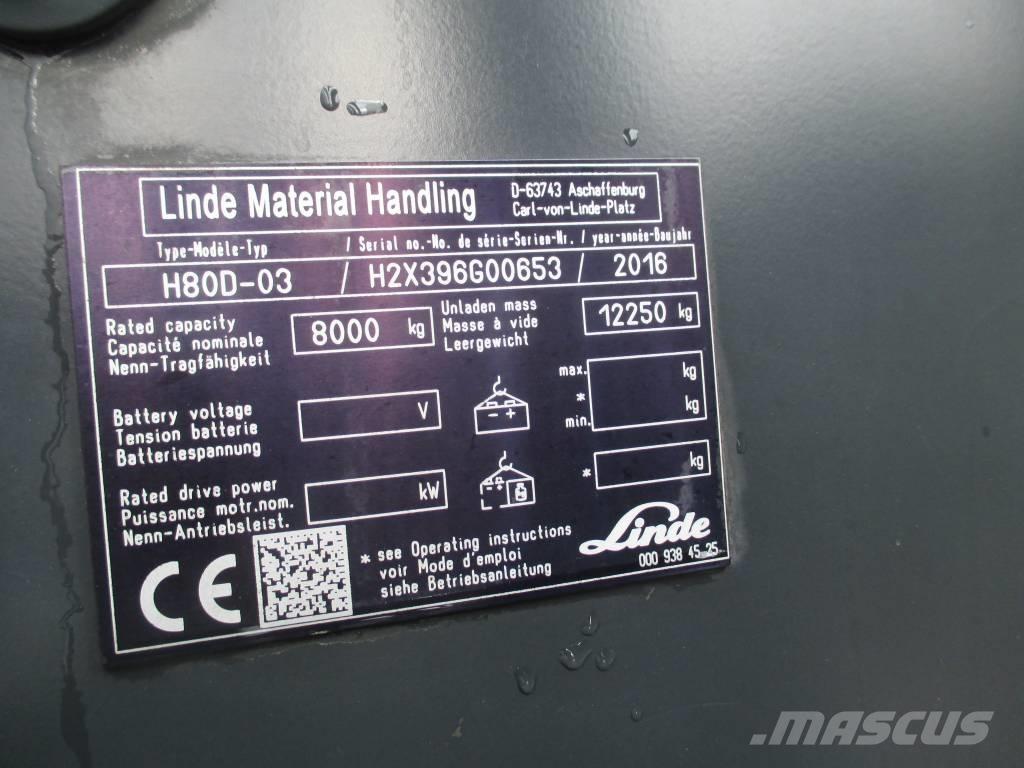 Linde Material Handling
D-63743 Aschaffenburg
Carl-von-Linde-Platz
Type-Modèle-Typ / Serial no.-No. de série-Serien-Nr. / year-année-Baujahr
H80D-03 / H2X396G00653 / 2016
Rated capacity
Capacité nominale
Nenn-Tragfähigkeit
8000 kg
Unladen mass
Masse à vide
Leergewicht
12250 kg
Battery voltage
Tension batterie
Batteriespannung
V
- +
max. kg
* kg
min.
Rated drive power
Puissance motr.nom.
Nenn-Antriebsleist.
kW
- +
* kg
CE
* see Operating instructions
voir Mode d'emploi
siehe Betriebsanleitung
Linde
000 938 45 25
MASCUS